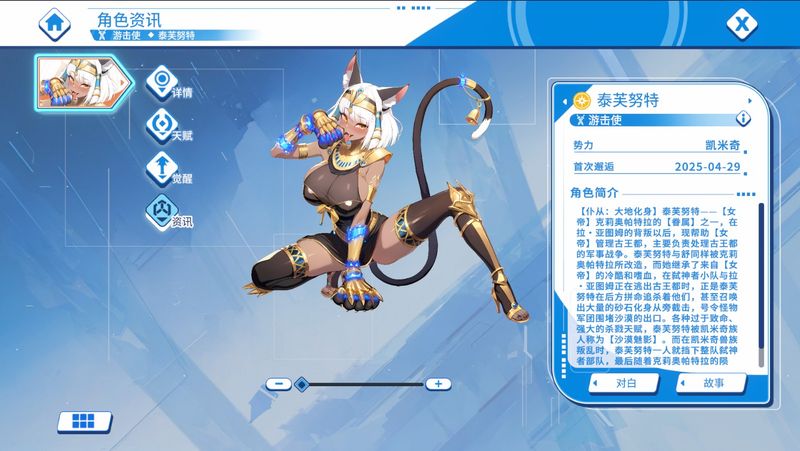 角色资讯
游击使 ◆ 泰芙努特
X
详情
天赋
觉醒
资讯
泰芙努特
游击使
势力 凯米奇
首次邂逅 2025-04-29
角色简介
【仆从：大地化身】泰芙努特——【女
帝】克莉奥帕特拉的【眷属】之一，在
拉·亚图姆的背叛以后，现帮助【女
帝】管理古王都，主要负责处理古王都
的军事战争。泰芙努特与舒同样被克莉
奥帕特拉所改造，而她继承了来自【女
帝】的冷酷和嗜血，在弑神者小队与拉
·亚图姆正在逃出古王都时，正是泰芙努
特在后方拼命追杀着他们，甚至召唤
出大量的砂石化身从旁截击，号令怪物
军团围堵沙漠的出口。各种过于致命、
强大的杀戮天赋，泰芙努特被凯米奇族
人称为【沙漠魅影】。而在凯米奇兽族
叛乱时，泰芙努特一人就挡下整队弑神
者部队，最后随着克莉奥帕特拉的陨
对白
故事